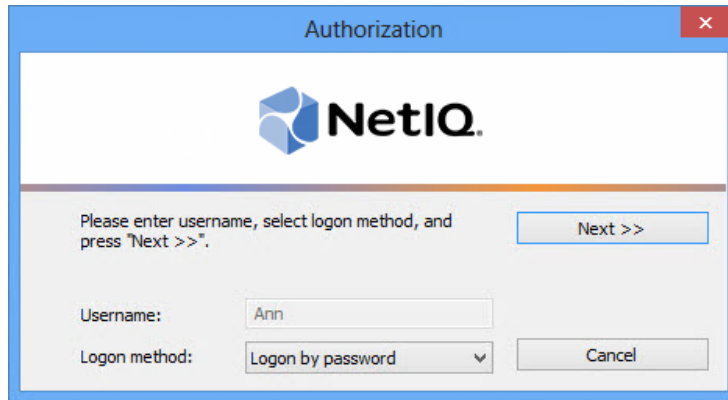 Authorization
NetIQ.
Please enter username, select logon method, and
press "Next >>".
Next >>
Username:
Ann
Logon method:
Logon by password
Cancel